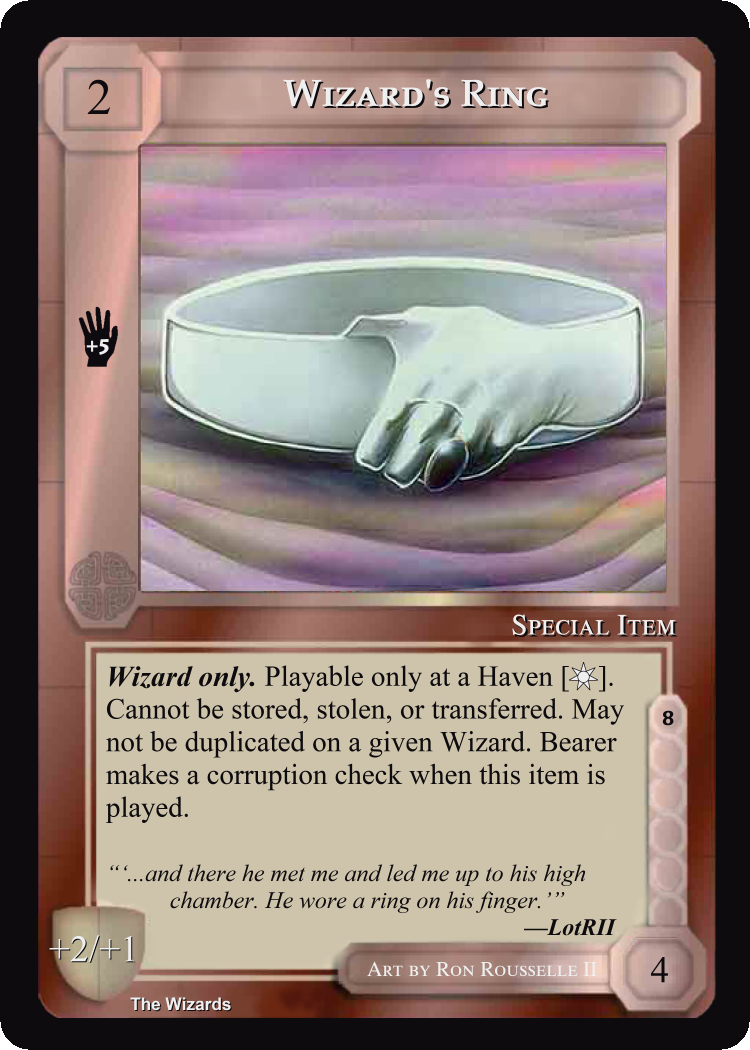 2
Wizard's Ring
+5
Special Item
Wizard only. Playable only at a Haven [☼].
Cannot be stored, stolen, or transferred. May
not be duplicated on a given Wizard. Bearer
makes a corruption check when this item is
played.
8
“‘...and there he met me and led me up to his high
chamber. He wore a ring on his finger.’”
—LotRII
+2/+1
Art by Ron Rousselle II
4
The Wizards